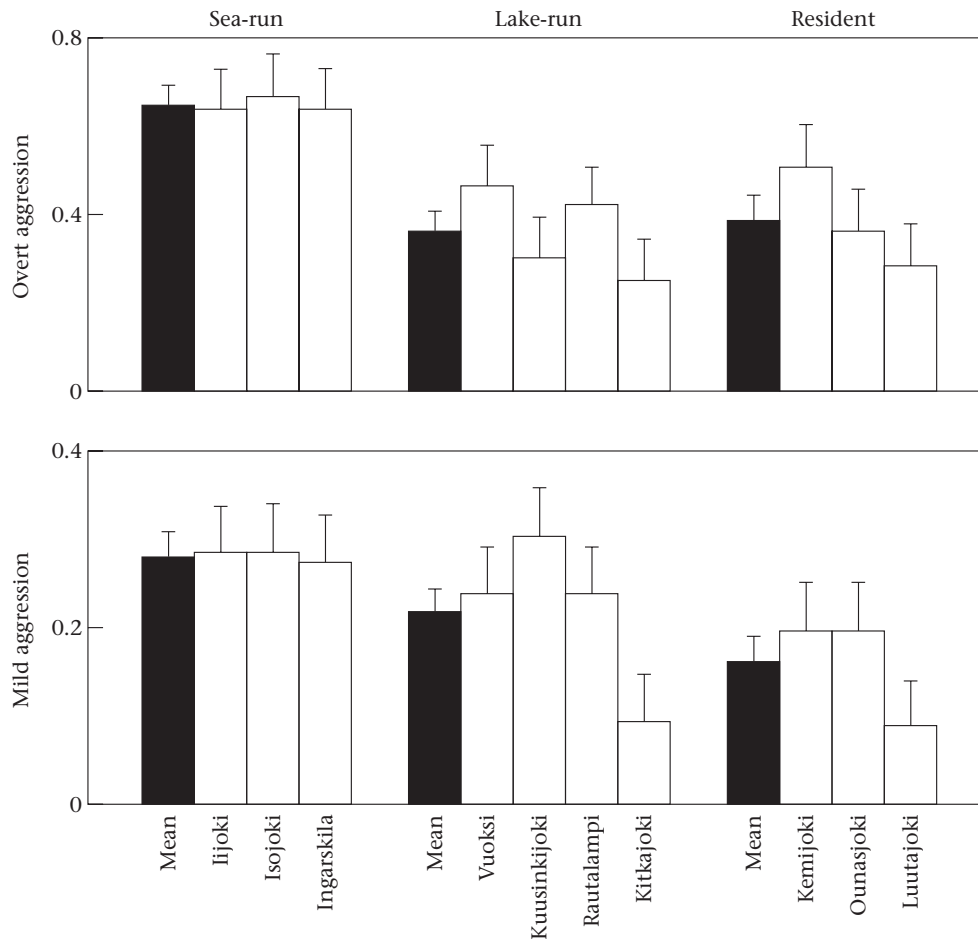 Sea-run Lake-run Resident
0.8
0.4
0
Overt aggression
0.4
0.2
0
Mild aggression
Mean
Iijoki
Isojoki
Ingarskila
Mean
Vuoksi
Kuusinkijoki
Rautalampi
Kitkajoki
Mean
Kemijoki
Ounasjoki
Luutajoki